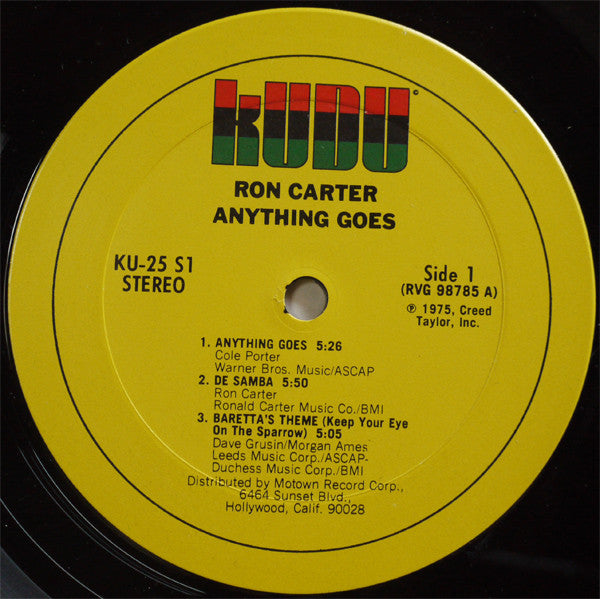 KUDU
RON CARTER
ANYTHING GOES
KU-25 S1
STEREO
Side 1
(RVG 98785 A)
℗ 1975, Creed
Taylor, Inc.
1. ANYTHING GOES 5:26
Cole Porter
Warner Bros. Music/ASCAP
2. DE SAMBA 5:50
Ron Carter
Ronald Carter Music Co./BMI
3. BARETTA'S THEME (Keep Your Eye
On The Sparrow) 5:05
Dave Grusin/Morgan Ames
Leeds Music Corp./ASCAP-
Duchess Music Corp./BMI
Distributed by Motown Record Corp.,
6464 Sunset Blvd.,
Hollywood, Calif. 90028